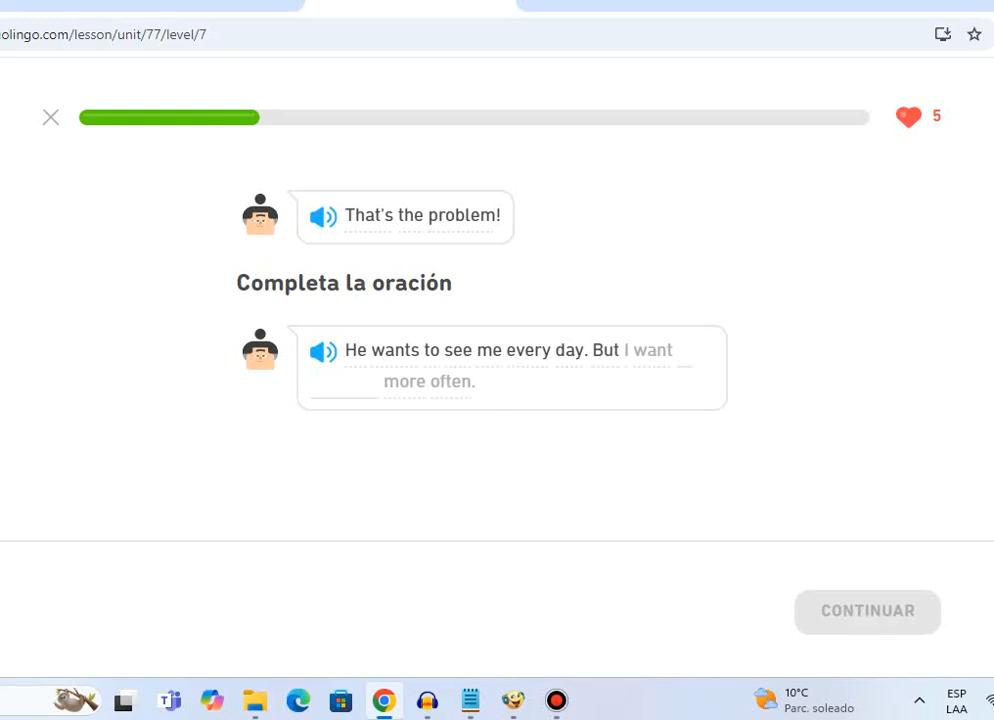 olingo.com/lesson/unit/77/level/7
5
That's the problem!
Completa la oración
He wants to see me every day. But I want
more often.
CONTINUAR
10°C
Parc. soleado
ESP
LAA